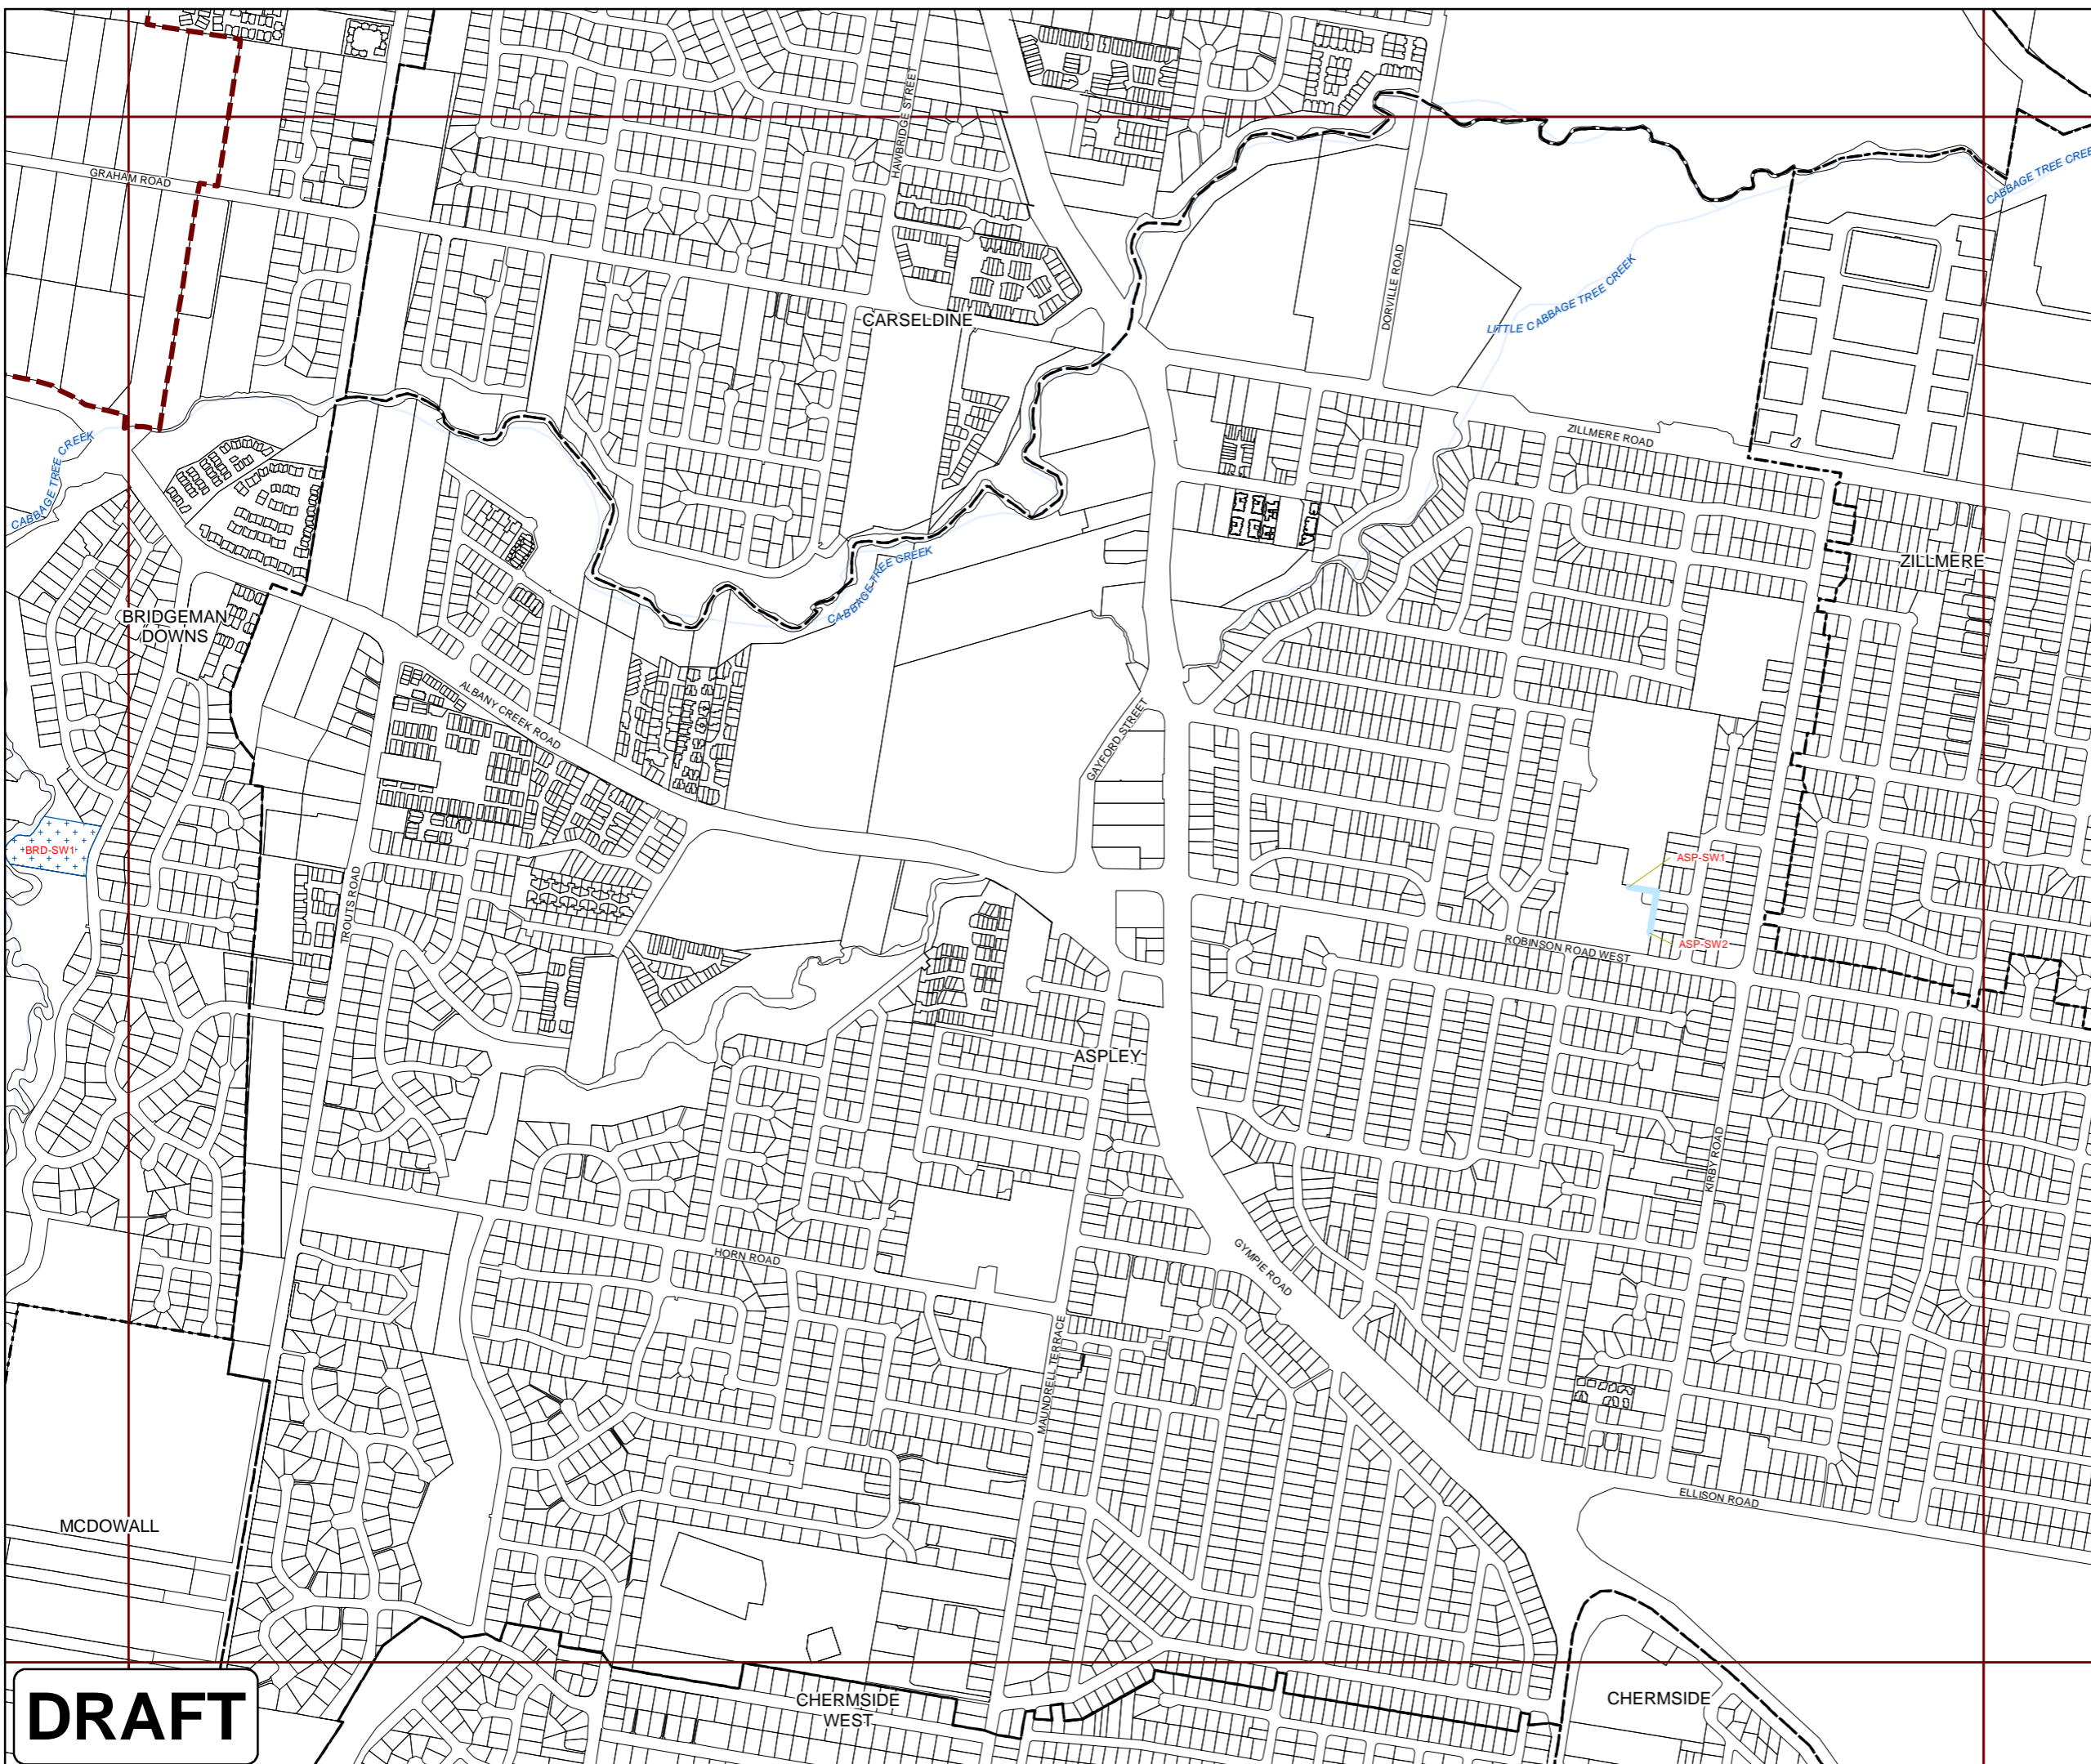 HAWBRIDGE STREET
GRAHAM ROAD
CABBAGE TREE CREE
DORVILLE ROAD
LITTLE CABBAGE TREE CREEK
CARSELDINE
ZILLMERE ROAD
CABBAGE TREE CREEK
ZILLMERE
CABBAGE TREE CREEK
BRIDGEMAN
DOWNS
ALBANY CREEK ROAD
GAYFORD STREET
BRD-SW1
ASP-SW1
TROUTS ROAD
ROBINSON ROAD WEST
ASP-SW2
ASPLEY
KIRBY ROAD
HORN ROAD
GYMPIE ROAD
MAUNDRELL TERRACE
ELLISON ROAD
MCDOWALL
DRAFT
CHERMSIDE
WEST
CHERMSIDE